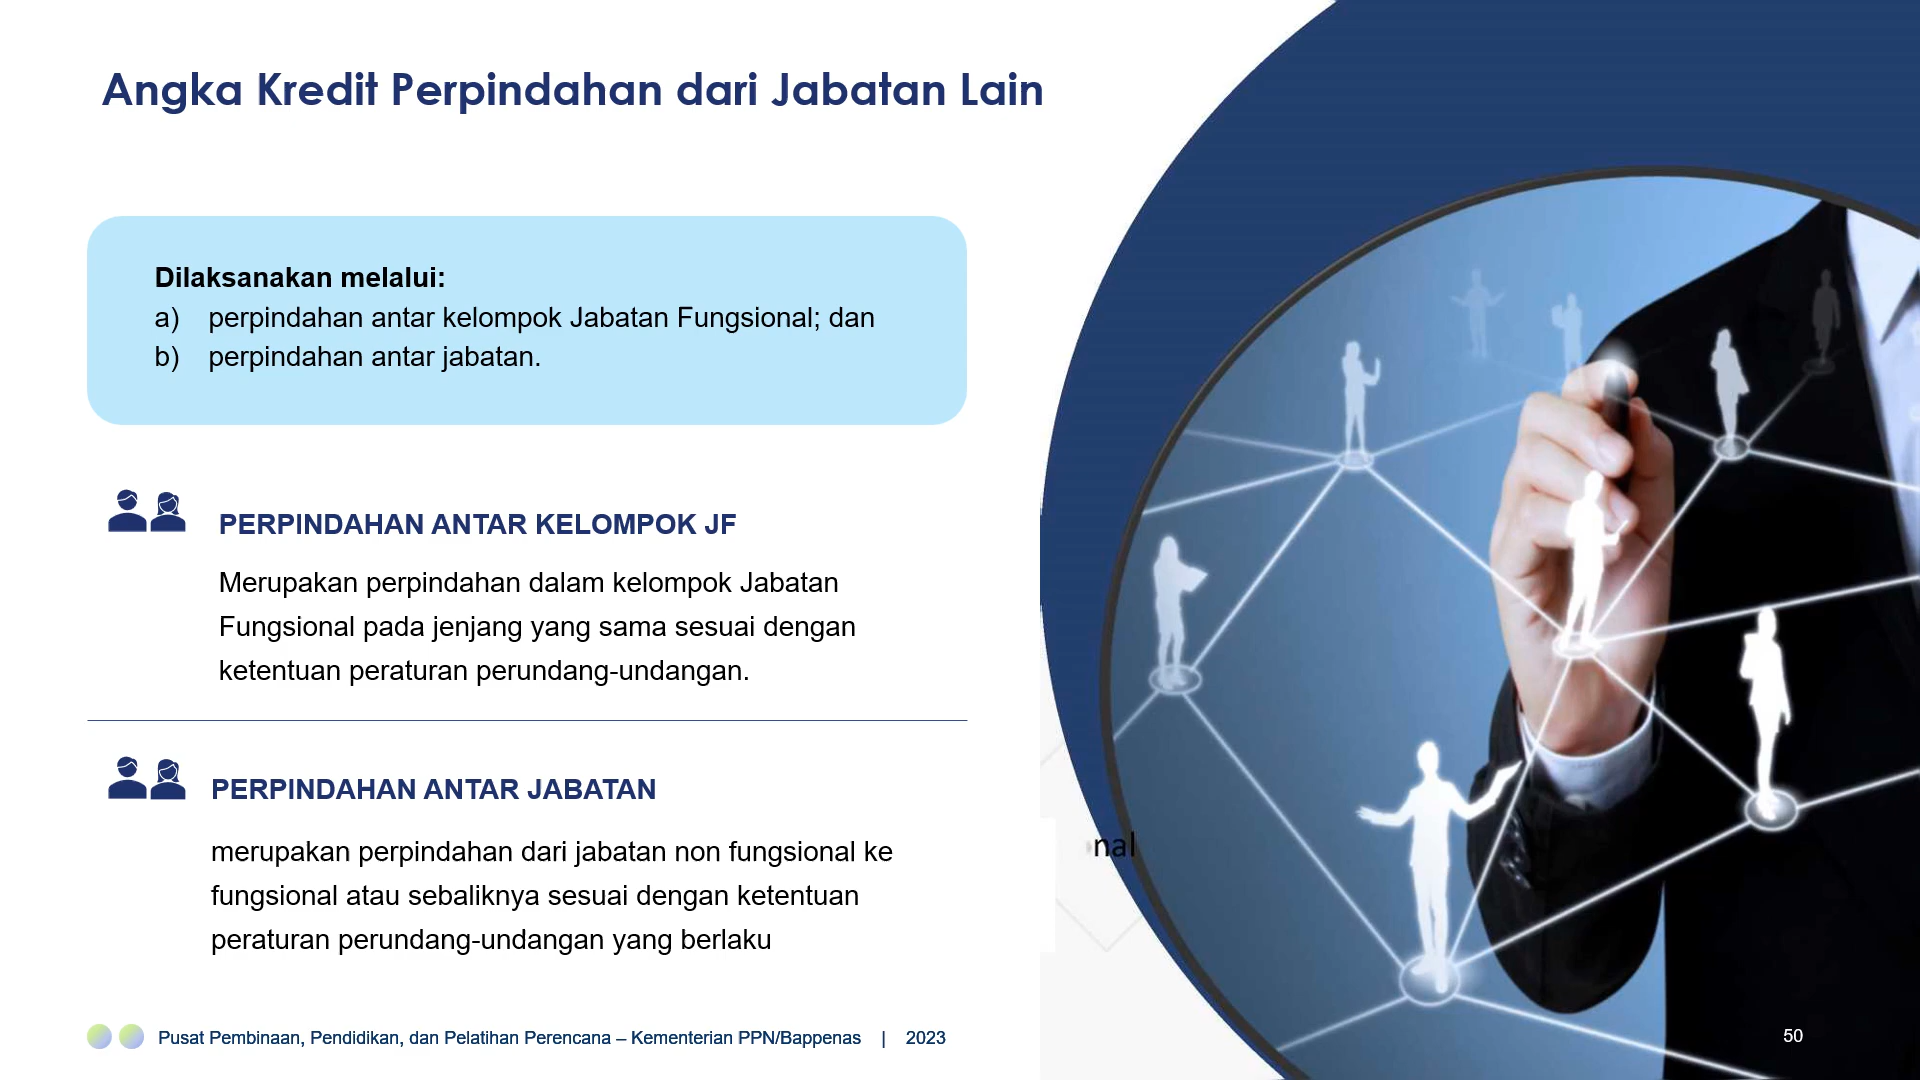 Angka Kredit Perpindahan dari Jabatan Lain
Dilaksanakan melalui:
a) perpindahan antar kelompok Jabatan Fungsional; dan
b) perpindahan antar jabatan.
PERPINDAHAN ANTAR KELOMPOK JF
Merupakan perpindahan dalam kelompok Jabatan
Fungsional pada jenjang yang sama sesuai dengan
ketentuan peraturan perundang-undangan.
PERPINDAHAN ANTAR JABATAN
merupakan perpindahan dari jabatan non fungsional ke
fungsional atau sebaliknya sesuai dengan ketentuan
peraturan perundang-undangan yang berlaku
nal
Pusat Pembinaan, Pendidikan, dan Pelatihan Perencana – Kementerian PPN/Bappenas | 2023
50